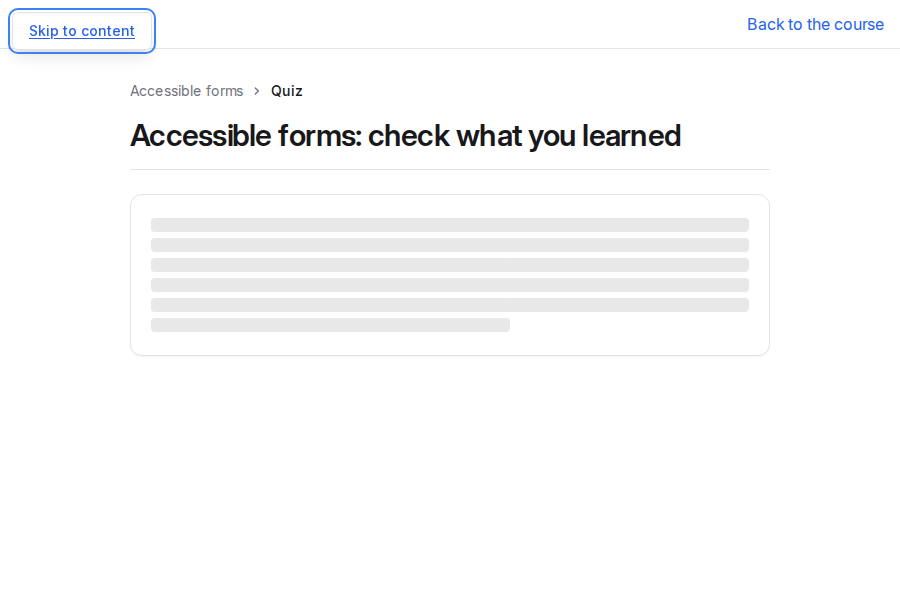 Skip to content
Back to the course
Accessible forms > Quiz
Accessible forms: check what you learned